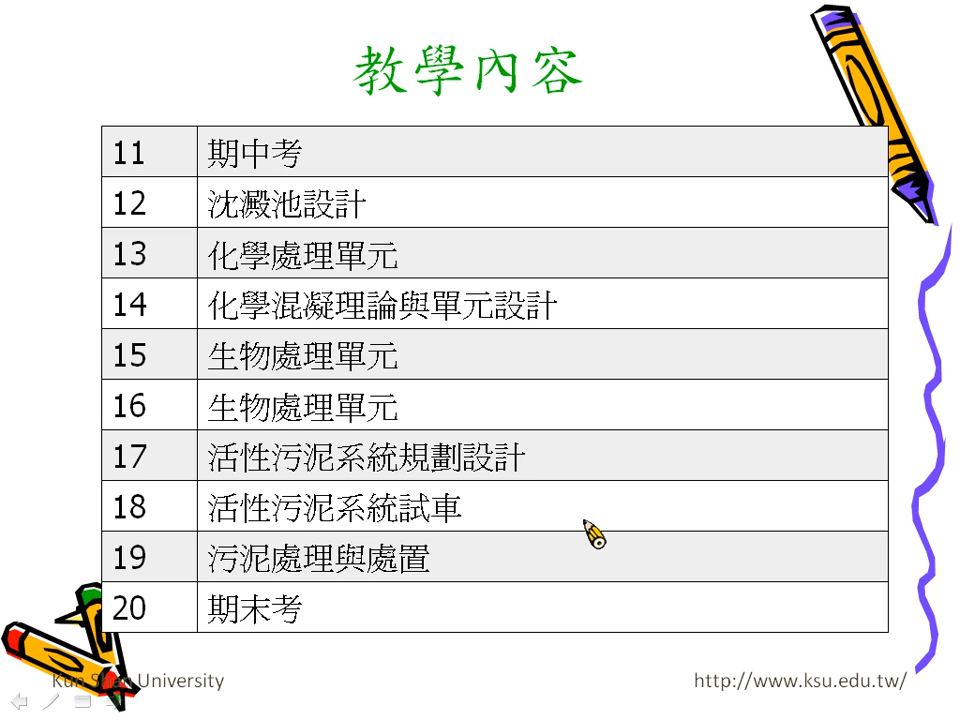 教學內容
11 期中考
12 沈澱池設計
13 化學處理單元
14 化學混凝理論與單元設計
15 生物處理單元
16 生物處理單元
17 活性污泥系統規劃設計
18 活性污泥系統試車
19 污泥處理與處置
20 期末考
Kun Shan University
http://www.ksu.edu.tw/